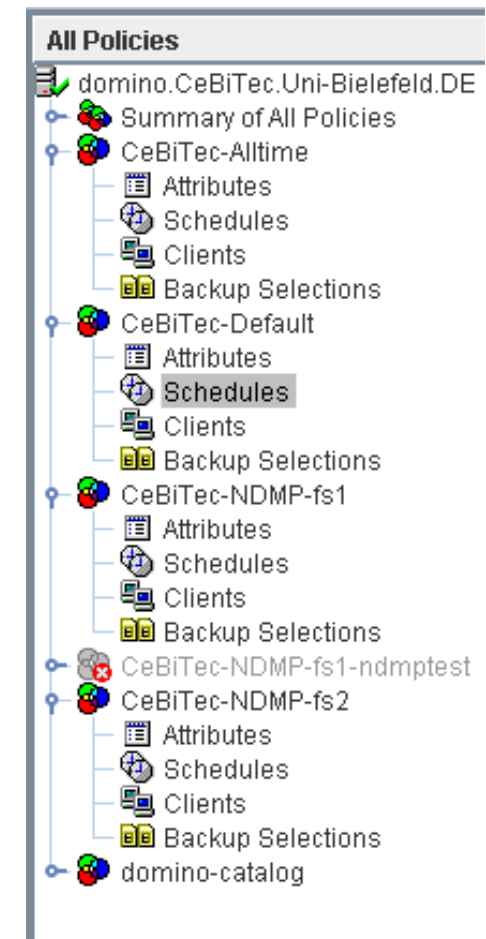 All Policies
domino.CeBiTec.Uni-Bielefeld.DE
Summary of All Policies
CeBiTec-Alltime
Attributes
Schedules
Clients
Backup Selections
CeBiTec-Default
Attributes
Schedules
Clients
Backup Selections
CeBiTec-NDMP-fs1
Attributes
Schedules
Clients
Backup Selections
CeBiTec-NDMP-fs1-ndmptest
CeBiTec-NDMP-fs2
Attributes
Schedules
Clients
Backup Selections
domino-catalog